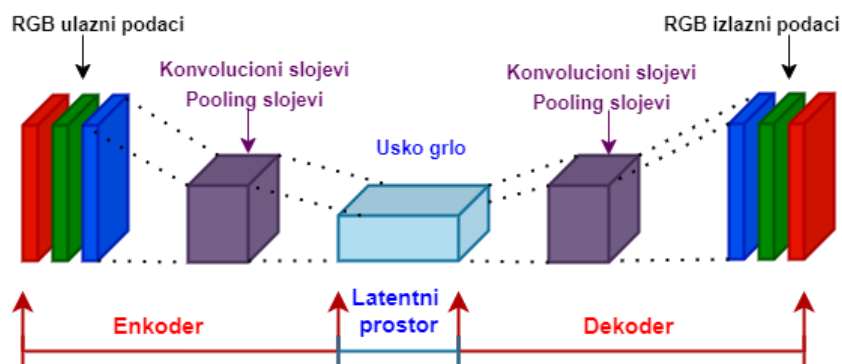 RGB ulazni podaci
RGB izlazni podaci
Konvolucioni slojevi
Pooling slojevi
Konvolucioni slojevi
Pooling slojevi
Usko grlo
Enkoder
Latentni
prostor
Dekoder